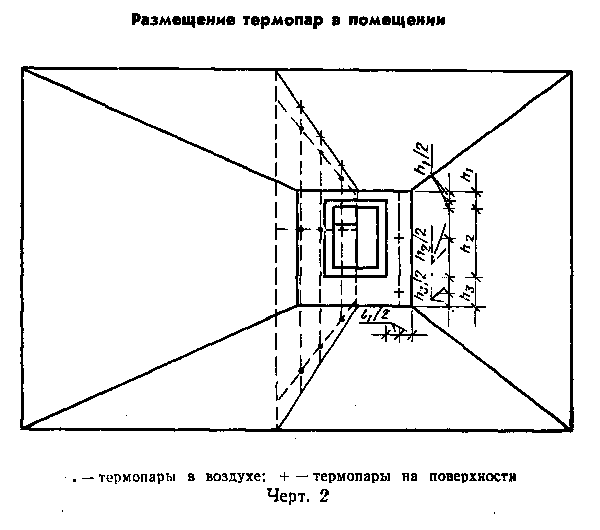 Размещение термопар в помещении
h₁/2
h₁
h₂/2
h₂
h₃/2
h₃
l₁/2
. — термопары в воздухе; + — термопары на поверхности
Черт. 2